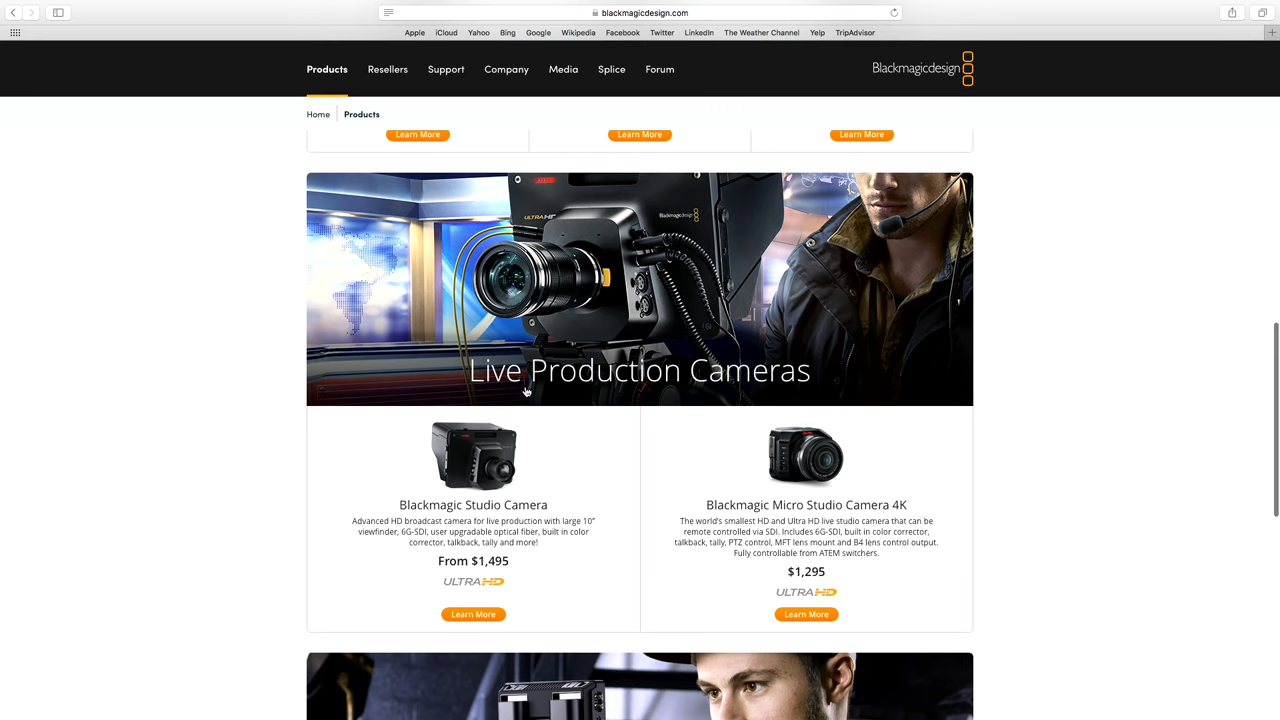 blackmagicdesign.com
Apple iCloud Yahoo Bing Google Wikipedia Facebook Twitter LinkedIn The Weather Channel Yelp TripAdvisor
Products Resellers Support Company Media Splice Forum Blackmagicdesign
Home Products
Learn More Learn More Learn More
ULTRAHD Blackmagicdesign
Live Production Cameras
Blackmagic Studio Camera
Advanced HD broadcast camera for live production with large 10"
viewfinder, 6G-SDI, user upgradable optical fiber, built in color
corrector, talkback, tally and more!
From $1,495
ULTRAHD
Learn More
Blackmagic Micro Studio Camera 4K
The world's smallest HD and Ultra HD live studio camera that can be
remote controlled via SDI. Includes 6G-SDI, built in color corrector,
talkback, tally, PTZ control, MFT lens mount and B4 lens control output.
Fully controllable from ATEM switchers.
$1,295
ULTRAHD
Learn More